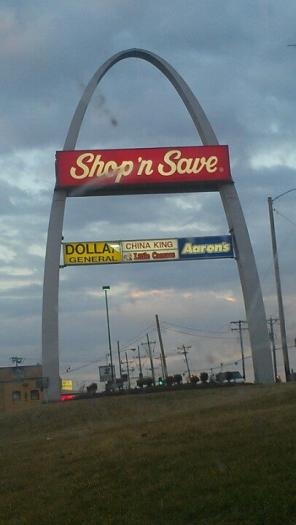 Shop'n Save
DOLLAR
GENERAL
CHINA KING
Little Caesars
Aaron's